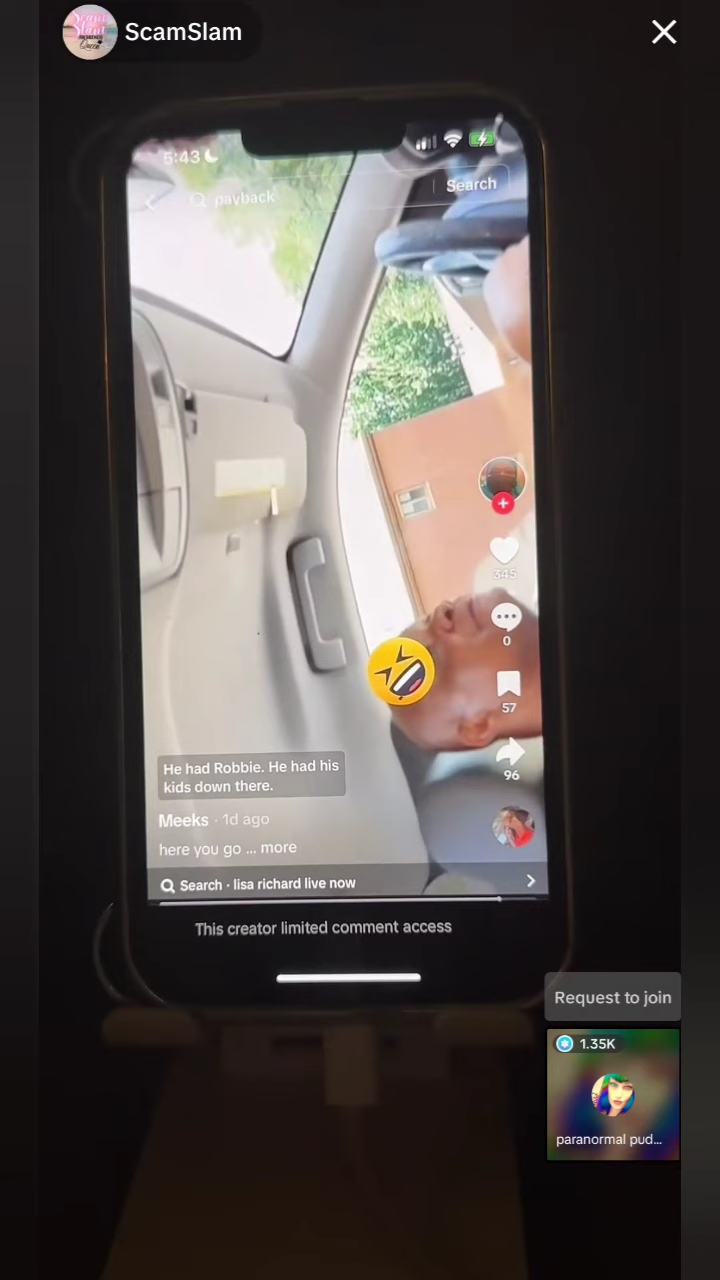 ScamSlam
5:43
payback
Search
345
0
57
96
He had Robbie. He had his
kids down there.
Meeks · 1d ago
here you go ... more
Search · lisa richard live now
This creator limited comment access
Request to join
1.35K
paranormal pud...